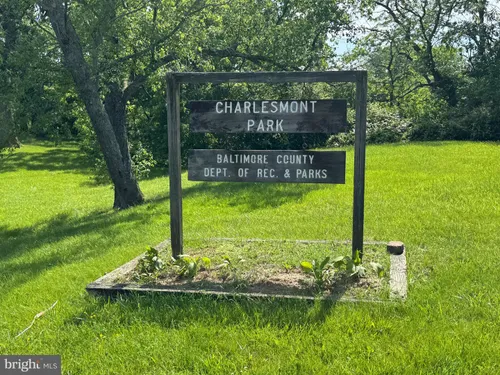 CHARLESMONT
PARK
BALTIMORE COUNTY
DEPT. OF REC. & PARKS
bright MLS